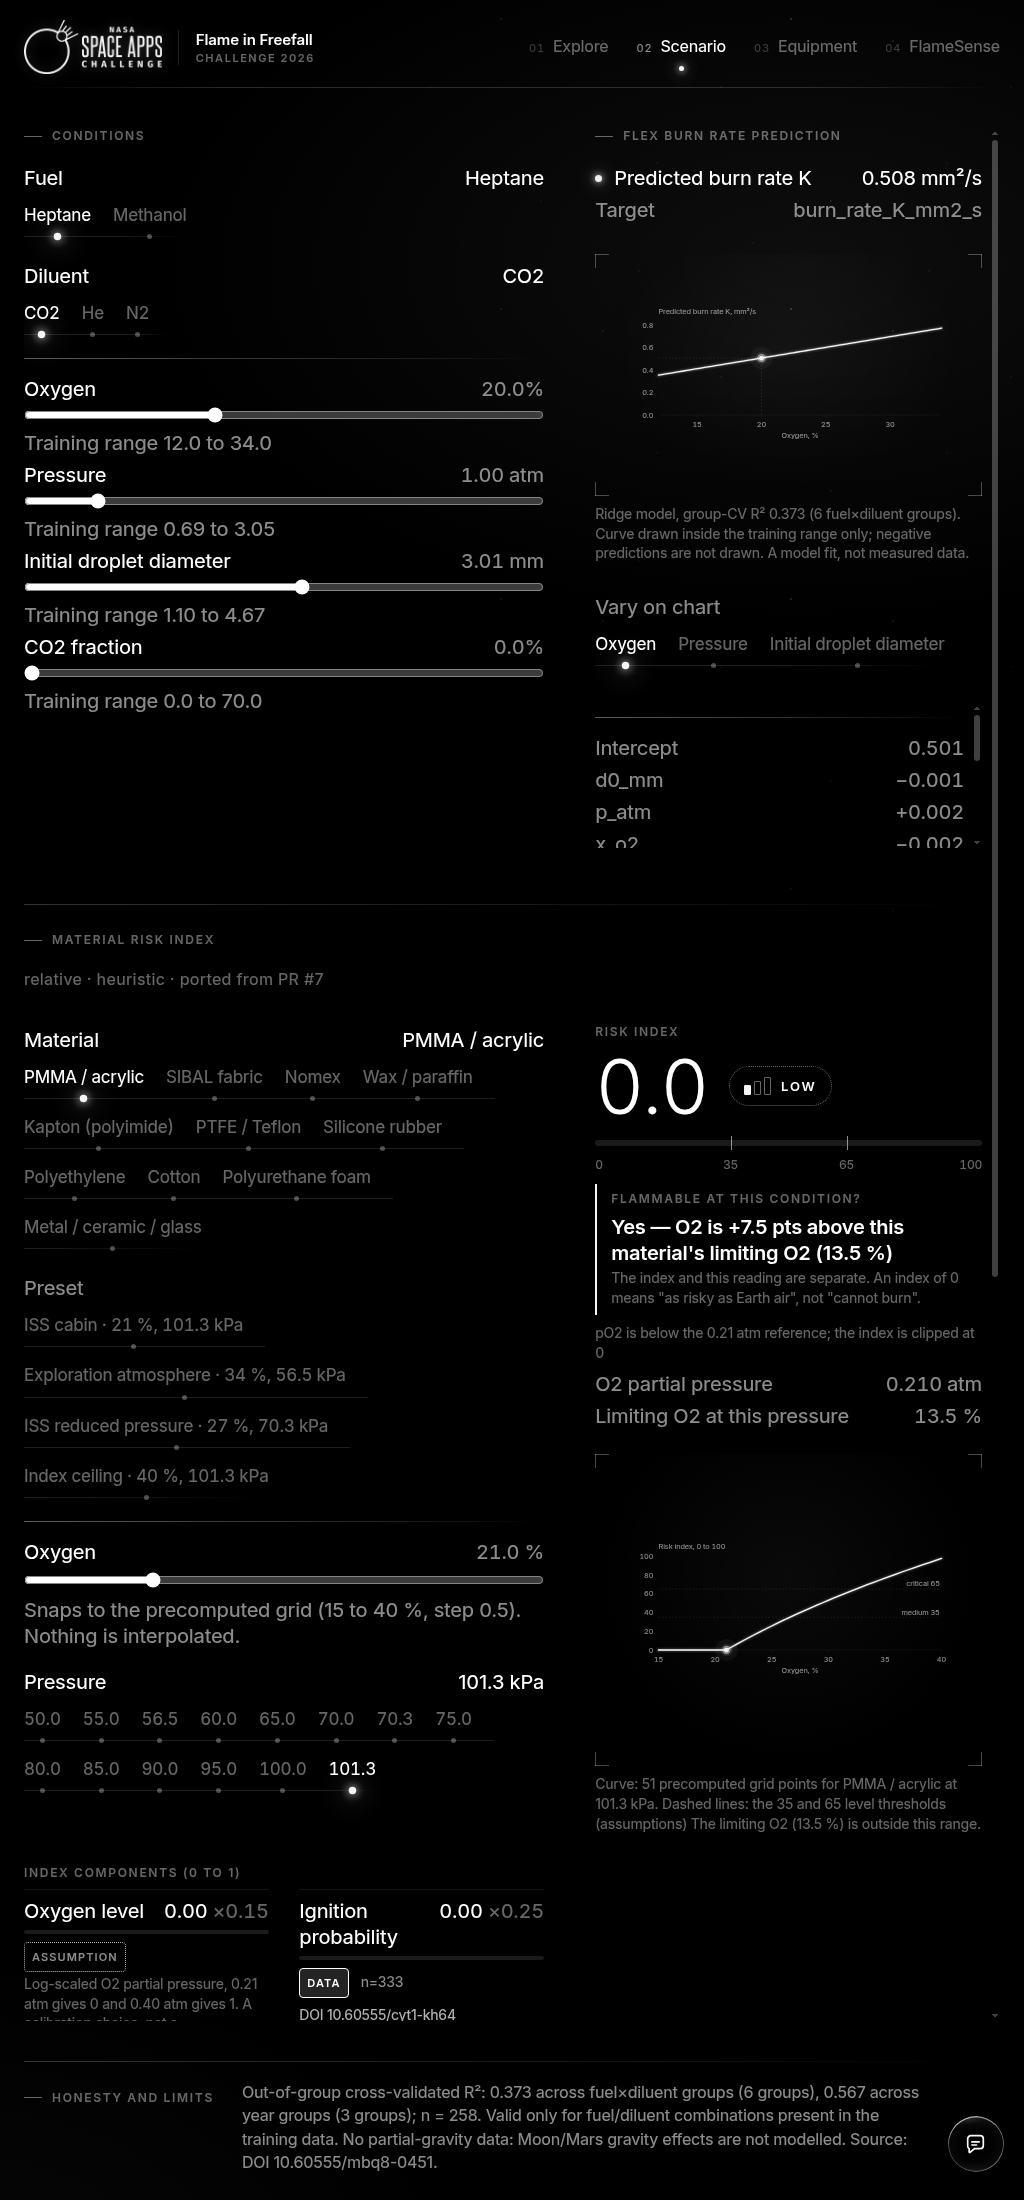 NASA
SPACE APPS
CHALLENGE
Flame in Freefall
CHALLENGE 2026
01 Explore
02 Scenario
03 Equipment
04 FlameSense
CONDITIONS
Fuel Heptane
Heptane Methanol
Diluent CO2
CO2 He N2
Oxygen 20.0%
Training range 12.0 to 34.0
Pressure 1.00 atm
Training range 0.69 to 3.05
Initial droplet diameter 3.01 mm
Training range 1.10 to 4.67
CO2 fraction 0.0%
Training range 0.0 to 70.0
FLEX BURN RATE PREDICTION
Predicted burn rate K 0.508 mm²/s
Target burn_rate_K_mm2_s
Predicted burn rate K, mm²/s
0.8
0.6
0.4
0.2
0.0
15 20 25 30
Oxygen, %
Ridge model, group-CV R² 0.373 (6 fuel×diluent groups).
Curve drawn inside the training range only; negative
predictions are not drawn. A model fit, not measured data.
Vary on chart
Oxygen Pressure Initial droplet diameter
Intercept 0.501
d0_mm −0.001
p_atm +0.002
x_o2 −0.002
MATERIAL RISK INDEX
relative · heuristic · ported from PR #7
Material PMMA / acrylic
PMMA / acrylic SIBAL fabric Nomex Wax / paraffin
Kapton (polyimide) PTFE / Teflon Silicone rubber
Polyethylene Cotton Polyurethane foam
Metal / ceramic / glass
Preset
ISS cabin · 21 %, 101.3 kPa
Exploration atmosphere · 34 %, 56.5 kPa
ISS reduced pressure · 27 %, 70.3 kPa
Index ceiling · 40 %, 101.3 kPa
Oxygen 21.0 %
Snaps to the precomputed grid (15 to 40 %, step 0.5).
Nothing is interpolated.
Pressure 101.3 kPa
50.0 55.0 56.5 60.0 65.0 70.0 70.3 75.0
80.0 85.0 90.0 95.0 100.0 101.3
RISK INDEX
0.0 LOW
0 35 65 100
FLAMMABLE AT THIS CONDITION?
Yes — O2 is +7.5 pts above this
material's limiting O2 (13.5 %)
The index and this reading are separate. An index of 0
means "as risky as Earth air", not "cannot burn".
pO2 is below the 0.21 atm reference; the index is clipped at
0
O2 partial pressure 0.210 atm
Limiting O2 at this pressure 13.5 %
Risk index, 0 to 100
100
80
60
40
20
0
critical 65
medium 35
15 20 25 30 35 40
Oxygen, %
Curve: 51 precomputed grid points for PMMA / acrylic at
101.3 kPa. Dashed lines: the 35 and 65 level thresholds
(assumptions) The limiting O2 (13.5 %) is outside this range.
INDEX COMPONENTS (0 TO 1)
Oxygen level 0.00 ×0.15
ASSUMPTION
Log-scaled O2 partial pressure, 0.21
atm gives 0 and 0.40 atm gives 1. A
Ignition 0.00 ×0.25
probability
DATA n=333
DOI 10.60555/cyt1-kh64
HONESTY AND LIMITS
Out-of-group cross-validated R²: 0.373 across fuel×diluent groups (6 groups), 0.567 across
year groups (3 groups); n = 258. Valid only for fuel/diluent combinations present in the
training data. No partial-gravity data: Moon/Mars gravity effects are not modelled. Source:
DOI 10.60555/mbq8-0451.